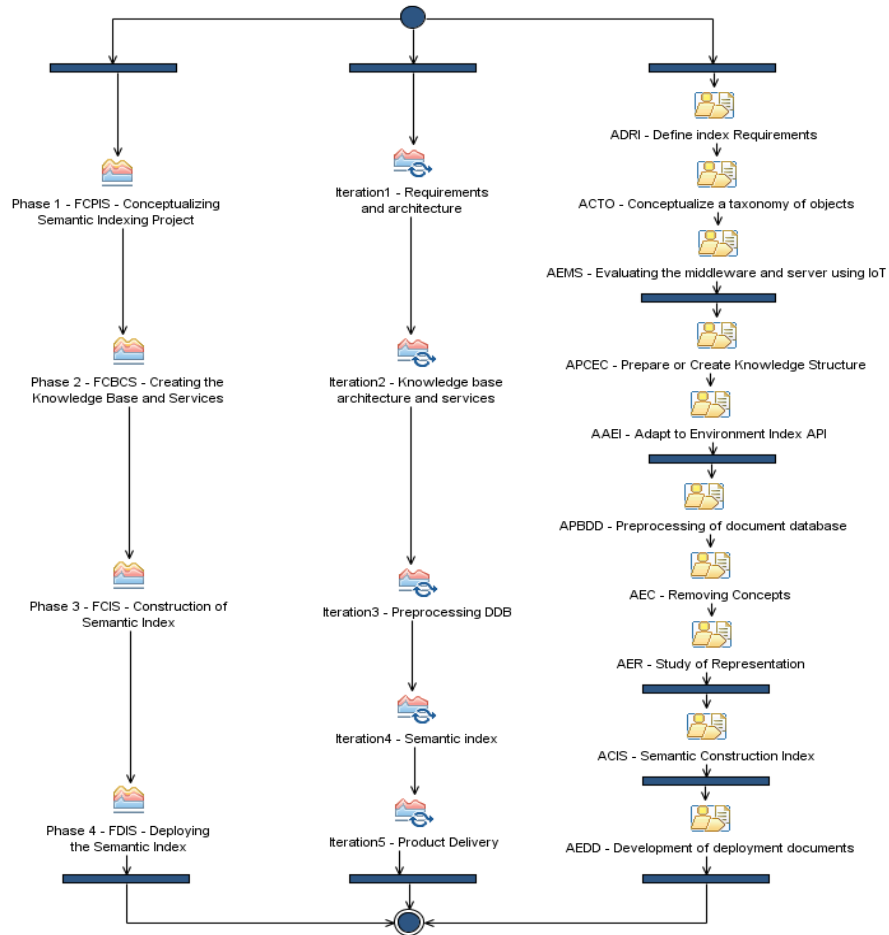 Phase 1 - FCPIS - Conceptualizing
Semantic Indexing Project
Phase 2 - FCBCS - Creating the
Knowledge Base and Services
Phase 3 - FCIS - Construction of
Semantic Index
Phase 4 - FDIS - Deploying
the Semantic Index
Iteration1 - Requirements
and architecture
Iteration2 - Knowledge base
architecture and services
Iteration3 - Preprocessing DDB
Iteration4 - Semantic index
Iteration5 - Product Delivery
ADRI - Define index Requirements
ACTO - Conceptualize a taxonomy of objects
AEMS - Evaluating the middleware and server using IoT
APCEC - Prepare or Create Knowledge Structure
AAEI - Adapt to Environment Index API
APBDD - Preprocessing of document database
AEC - Removing Concepts
AER - Study of Representation
ACIS - Semantic Construction Index
AEDD - Development of deployment documents